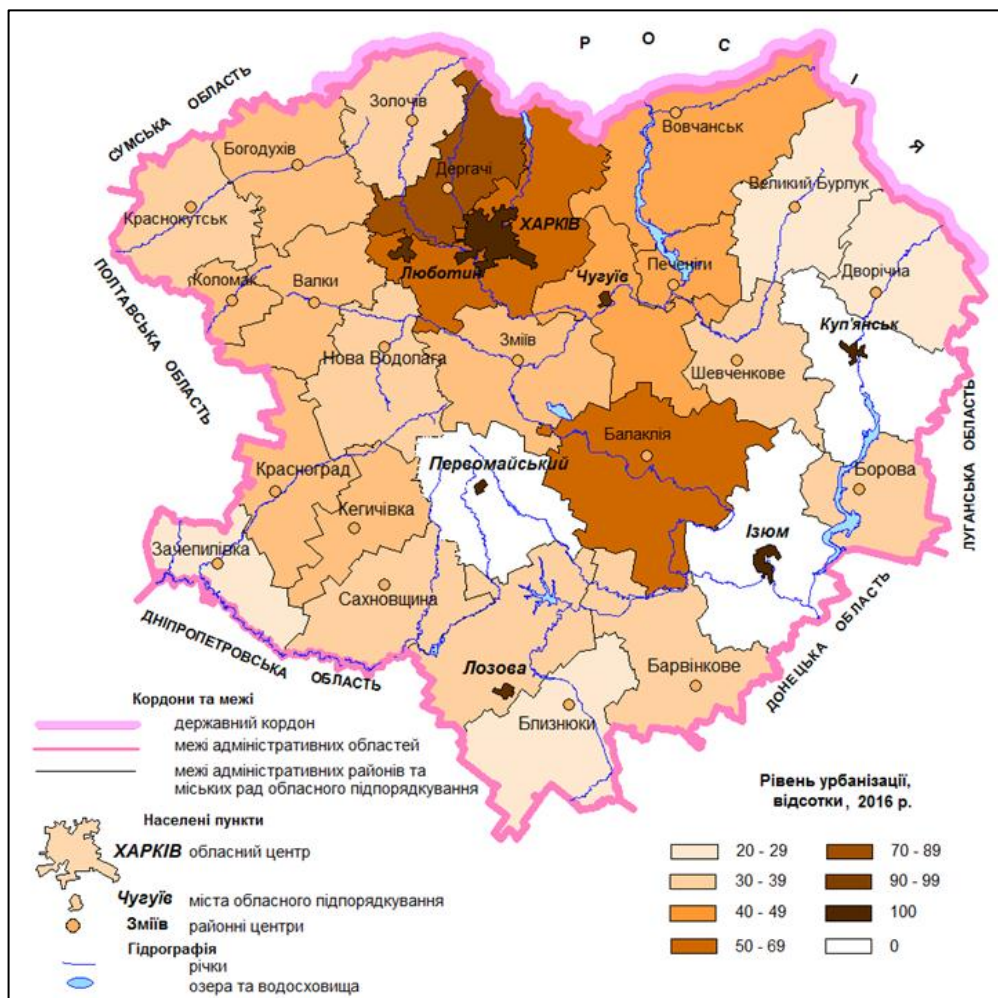 Р О С І Я
СУМСЬКА ОБЛАСТЬ
Золочів
Вовчанськ
Богодухів
Дергачі
Великий Бурлук
Краснокутськ
ХАРКІВ
ПОЛТАВСЬКА ОБЛАСТЬ
Люботин
Чугуїв
Печеніги
Дворічна
Коломак
Валки
Куп'янськ
Нова Водолага
Зміїв
Шевченкове
ЛУГАНСЬКА ОБЛАСТЬ
Балаклія
Первомайський
Красноград
Борова
Кегичівка
Ізюм
Зачепилівка
Сахновщина
ДНІПРОПЕТРОВСЬКА ОБЛАСТЬ
ДОНЕЦЬКА ОБЛАСТЬ
Лозова
Барвінкове
Близнюки
Кордони та межі
державний кордон
межі адміністративних областей
межі адміністративних районів та
міських рад обласного підпорядкування
Населені пункти
ХАРКІВ обласний центр
Чугуїв міста обласного підпорядкування
Зміїв районні центри
Гідрографія
річки
озера та водосховища
Рівень урбанізації,
відсотки, 2016 р.
20 - 29
30 - 39
40 - 49
50 - 69
70 - 89
90 - 99
100
0